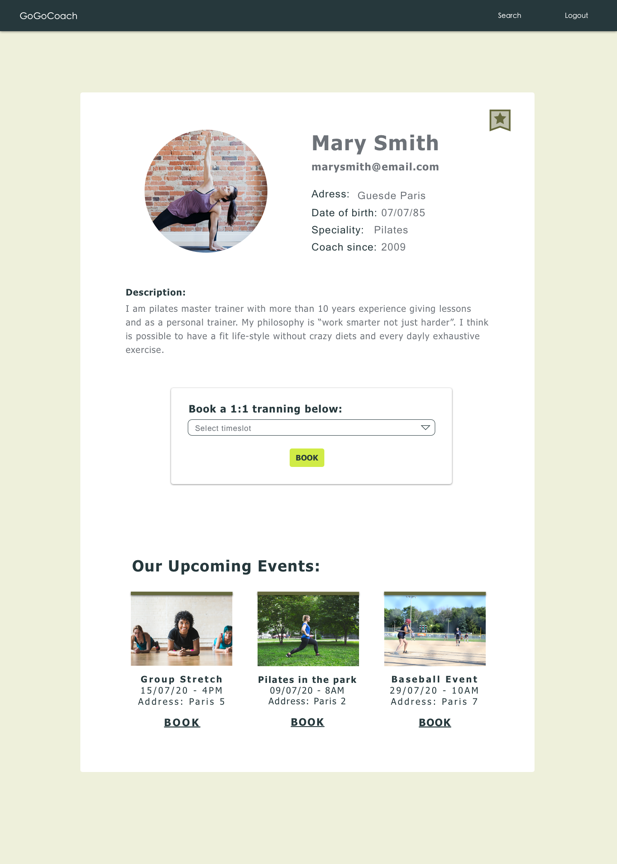 GoGoCoach Search Logout
Mary Smith
marysmith@email.com
Adress: Guesde Paris
Date of birth: 07/07/85
Speciality: Pilates
Coach since: 2009
Description:
I am pilates master trainer with more than 10 years experience giving lessons
and as a personal trainer. My philosophy is “work smarter not just harder”. I think
is possible to have a fit life-style without crazy diets and every dayly exhaustive
exercise.
Book a 1:1 tranning below:
Select timeslot
BOOK
Our Upcoming Events:
Group Stretch
15/07/20 - 4PM
Address: Paris 5
BOOK
Pilates in the park
09/07/20 - 8AM
Address: Paris 2
BOOK
Baseball Event
29/07/20 - 10AM
Address: Paris 7
BOOK